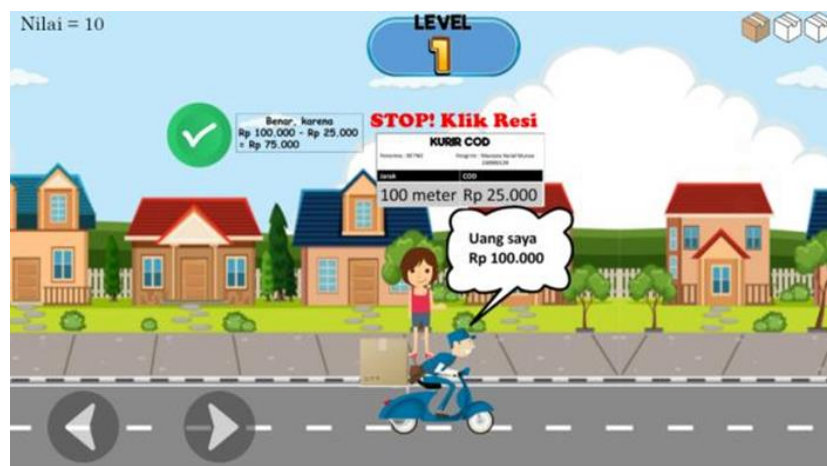 Nilai = 10
LEVEL
1
Benar, karena
Rp 100.000 - Rp 25.000
= Rp 75.000
STOP! Klik Resi
KURIR COD
Jarak COD
100 meter Rp 25.000
Uang saya
Rp 100.000